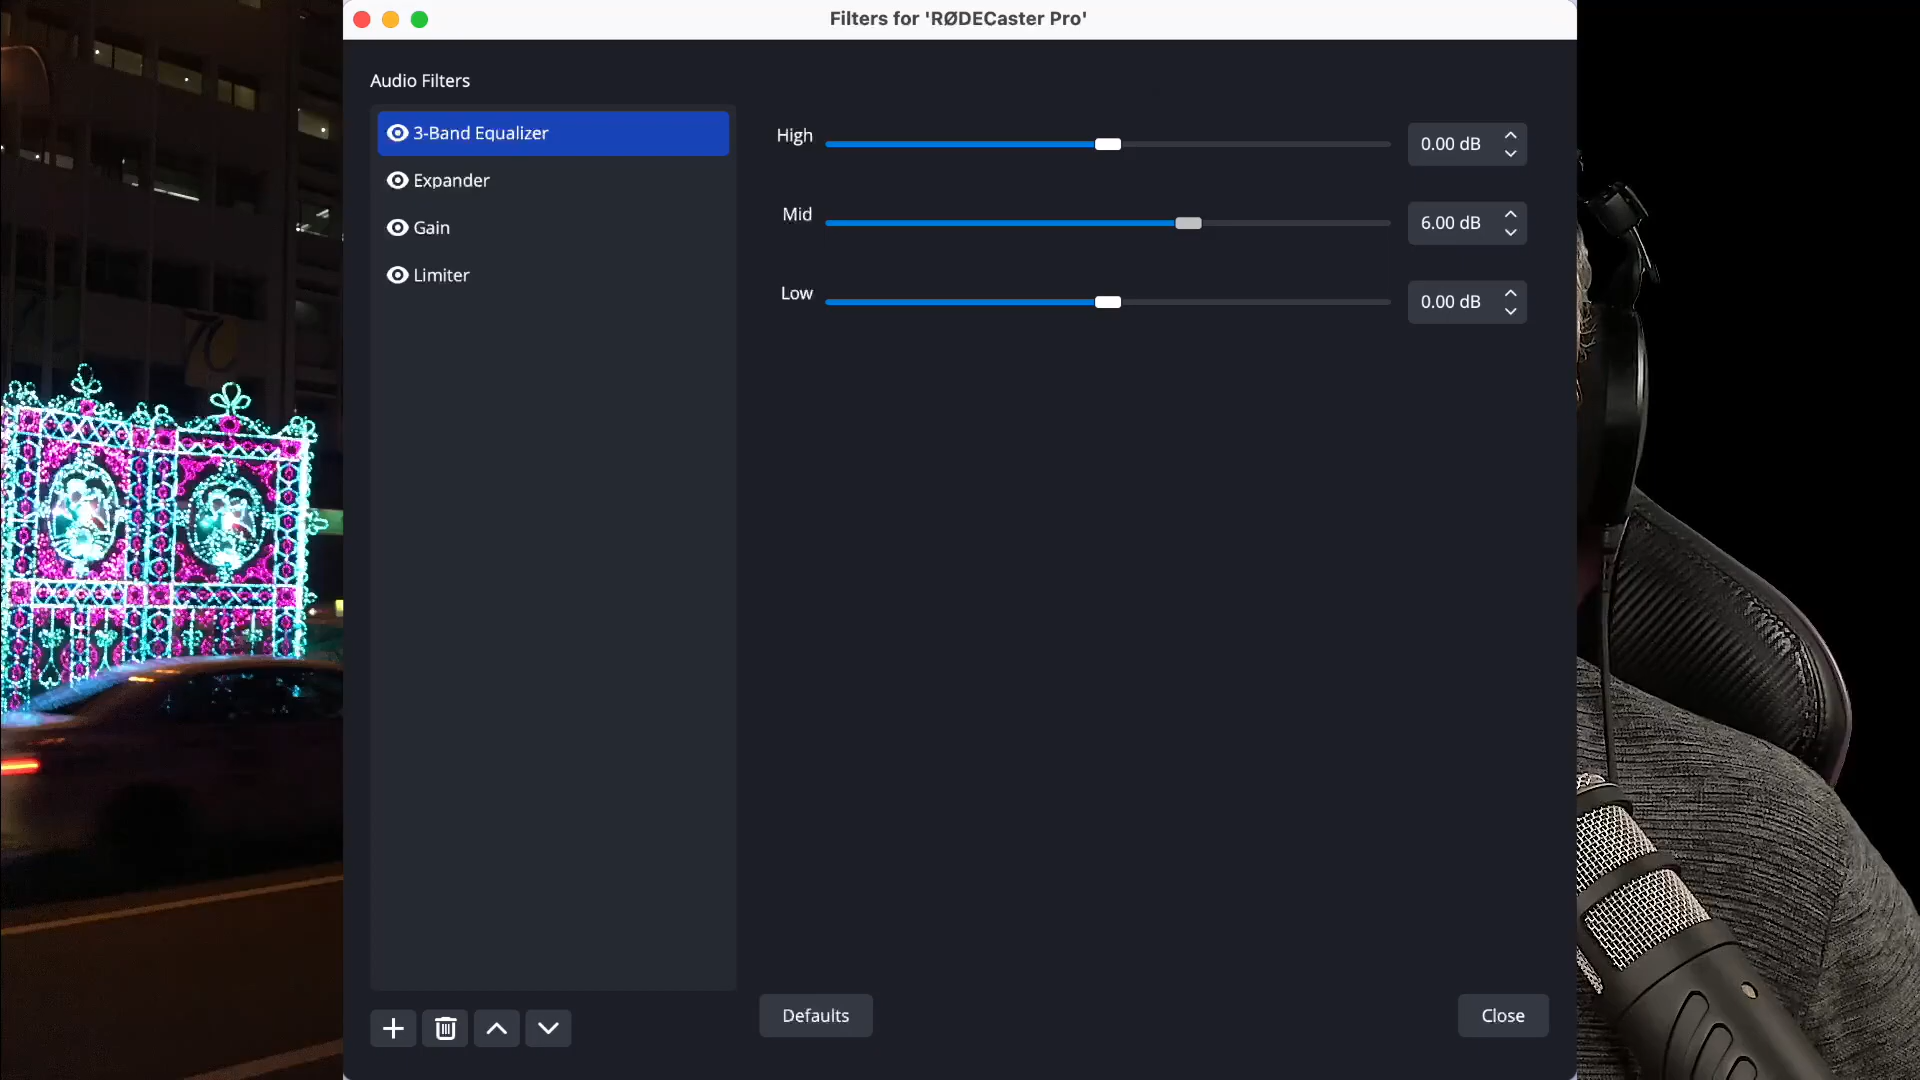 Filters for 'RØDECaster Pro'
Audio Filters
3-Band Equalizer
Expander
Gain
Limiter
High
0.00 dB
Mid
6.00 dB
Low
0.00 dB
Defaults
Close